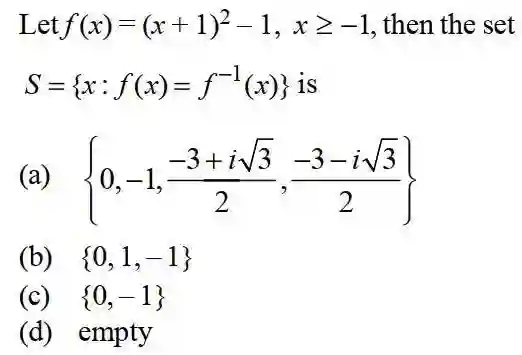 Let f(x) = (x + 1)² – 1, x ≥ –1, then the set
S = {x : f(x) = f⁻¹(x)} is
(a) {0, –1, (–3 + i√3)/2, (–3 – i√3)/2}
(b) {0, 1, – 1}
(c) {0, – 1}
(d) empty